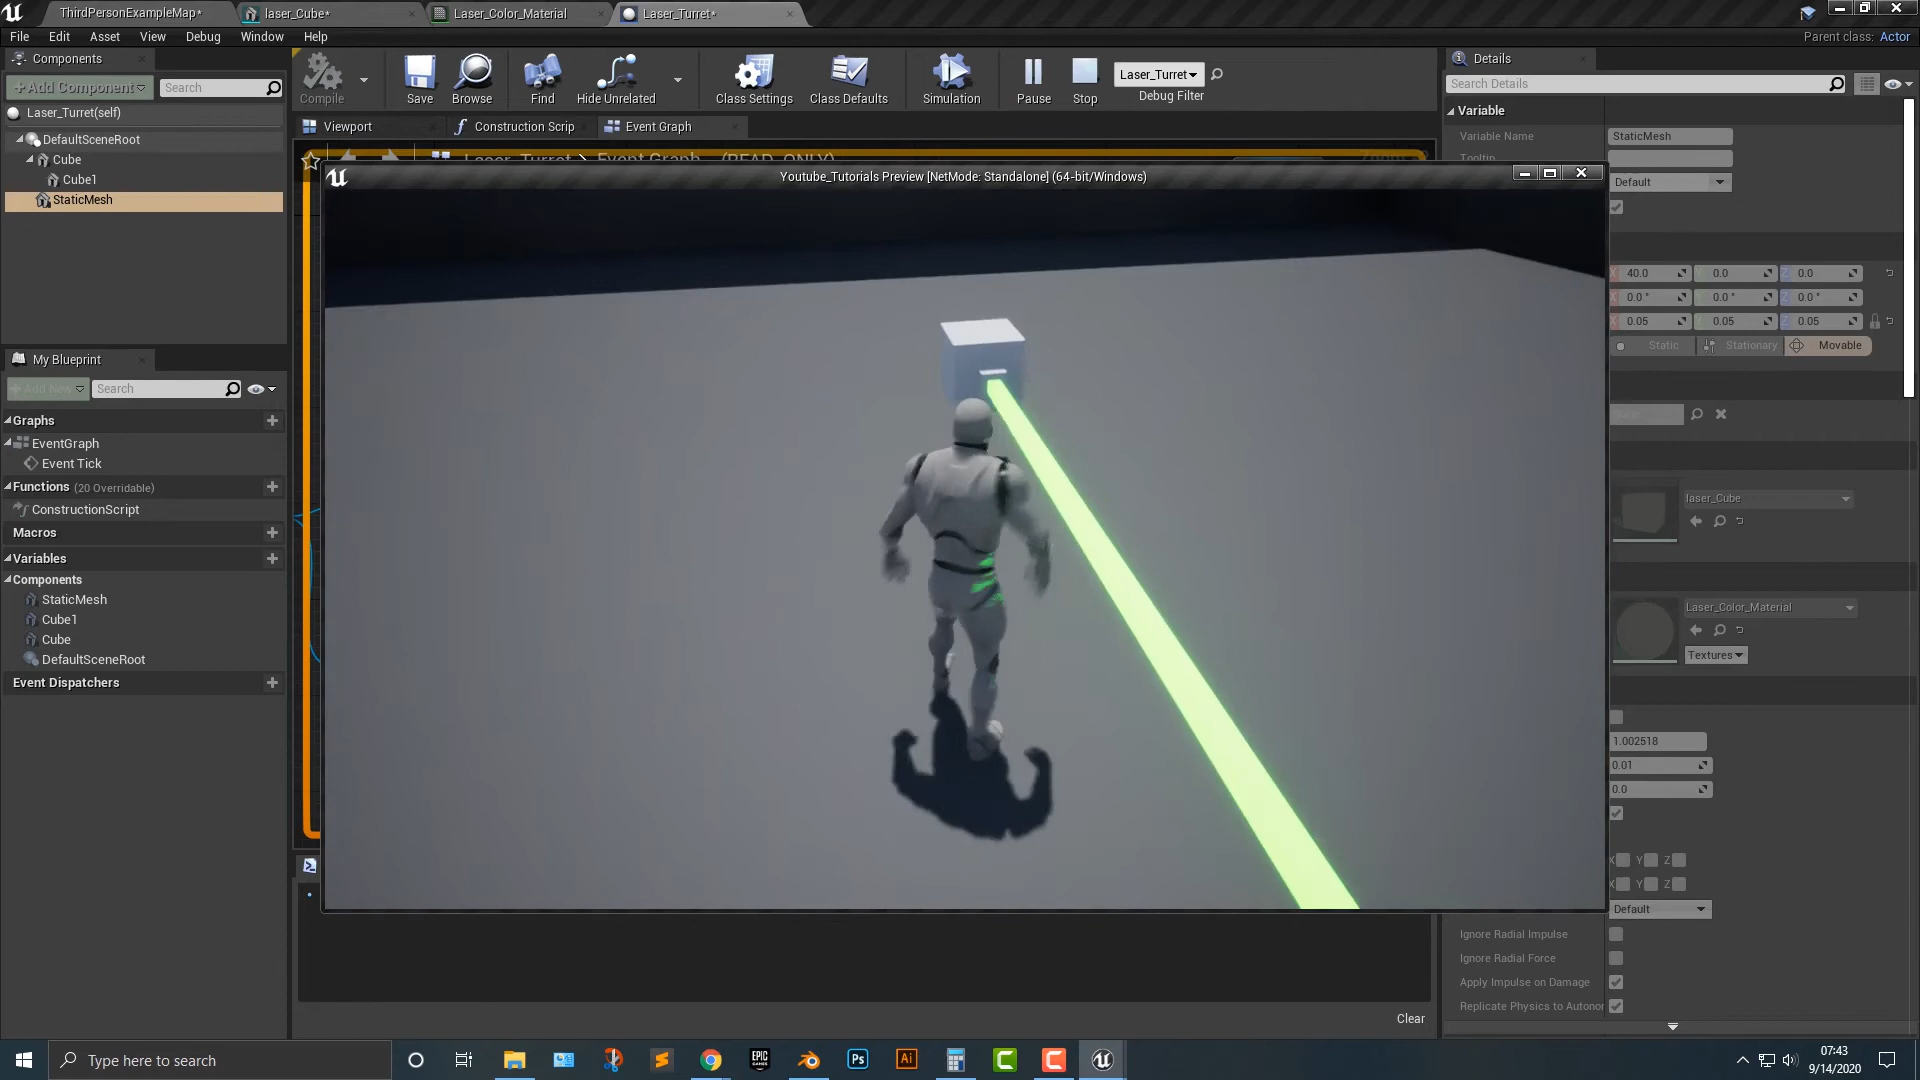 ThirdPersonExampleMap*
laser_Cube*
Laser_Color_Material
Laser_Turret*
File Edit Asset View Debug Window Help
Parent class: Actor
Components
+Add Component
Search
Laser_Turret(self)
DefaultSceneRoot
Cube
Cube1
StaticMesh
Compile
Save
Browse
Find
Hide Unrelated
Class Settings
Class Defaults
Simulation
Pause
Stop
Laser_Turret
Debug Filter
Viewport
Construction Scrip
Event Graph
Laser_Turret > Event Graph (READ-ONLY)
Youtube_Tutorials Preview [NetMode: Standalone] (64-bit/Windows)
My Blueprint
+Add New
Search
Graphs
EventGraph
Event Tick
Functions (20 Overridable)
ConstructionScript
Macros
Variables
Components
StaticMesh
Cube1
Cube
DefaultSceneRoot
Event Dispatchers
Details
Search Details
Variable
Variable Name StaticMesh
Tooltip
Default
X 40.0 0.0 Z 0.0
X 0.0 ° 0.0 ° Z 0.0 °
X 0.05 0.05 Z 0.05
Static Stationary Movable
laser_Cube
Laser_Color_Material
Textures
1.002518
0.01
0.0
X Y Z
X Y Z
Default
Ignore Radial Impulse
Ignore Radial Force
Apply Impulse on Damage
Replicate Physics to Autonor
Clear
Type here to search
EPIC GAMES
Ps
Ai
07:43
9/14/2020